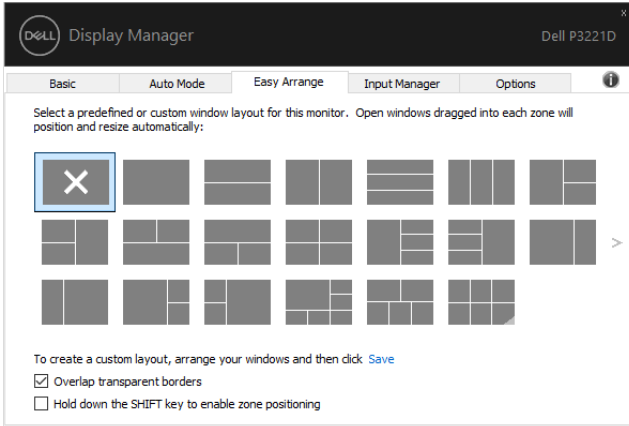 x
DELL Display Manager Dell P3221D
Basic Auto Mode Easy Arrange Input Manager Options i
Select a predefined or custom window layout for this monitor. Open windows dragged into each zone will
position and resize automatically:
>
To create a custom layout, arrange your windows and then click Save
Overlap transparent borders
Hold down the SHIFT key to enable zone positioning